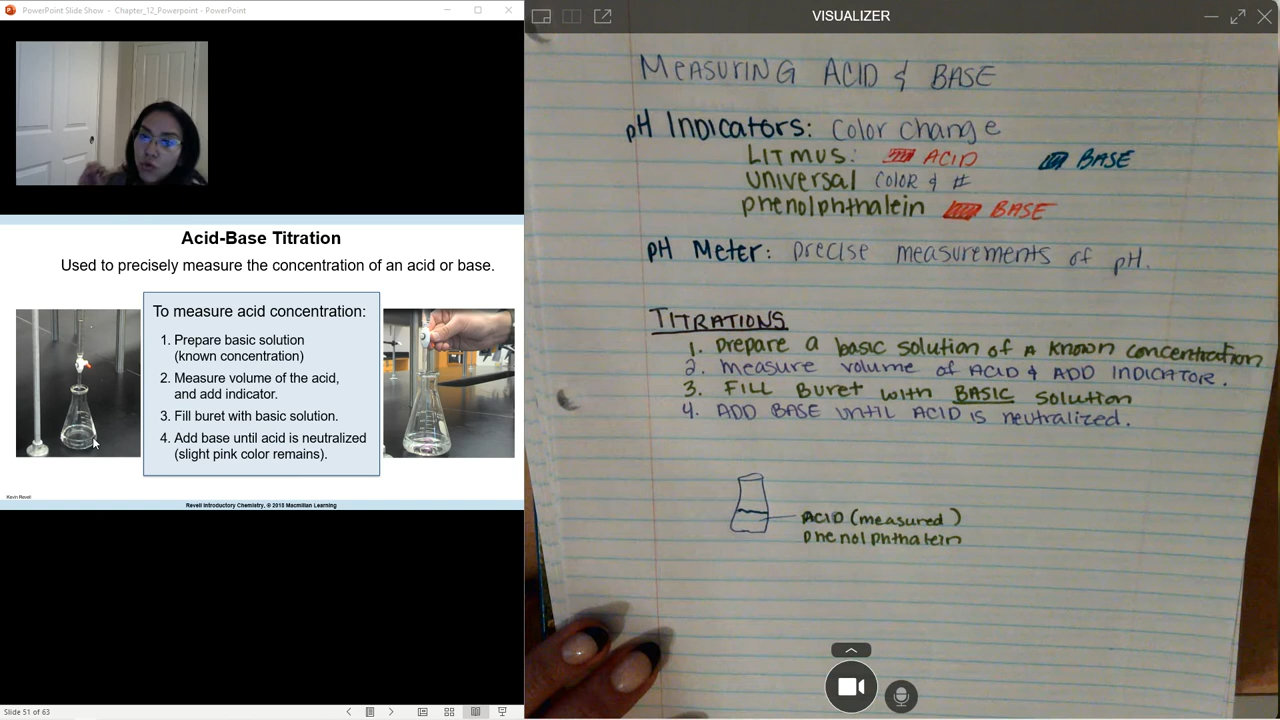 PowerPoint Slide Show - Chapter_12_Powerpoint - PowerPoint
Acid-Base Titration
Used to precisely measure the concentration of an acid or base.
To measure acid concentration:
1. Prepare basic solution
(known concentration)
2. Measure volume of the acid,
and add indicator.
3. Fill buret with basic solution.
4. Add base until acid is neutralized
(slight pink color remains).
Kevin Revell
Revell Introductory Chemistry, © 2018 Macmillan Learning
Slide 51 of 63
VISUALIZER
MEASURING ACID & BASE
pH Indicators: Color Change
LITMUS: ACID BASE
UNIVERSAL COLOR & #
phenolphthalein BASE
pH Meter: precise measurements of pH.
TITRATIONS
1. Prepare a basic solution of A known concentration
2. Measure volume of ACID & ADD INDICATOR.
3. FILL Buret with BASIC solution
4. ADD BASE UNTIL ACID IS NEUTRALIZED.
ACID (measured)
phenolphthalein